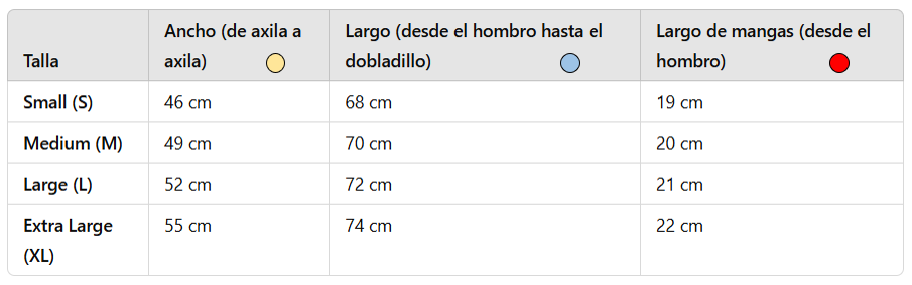 Talla
Ancho (de axila a
axila)
Largo (desde el hombro hasta el
dobladillo)
Largo de mangas (desde el
hombro)
Small (S)
46 cm
68 cm
19 cm
Medium (M)
49 cm
70 cm
20 cm
Large (L)
52 cm
72 cm
21 cm
Extra Large
(XL)
55 cm
74 cm
22 cm